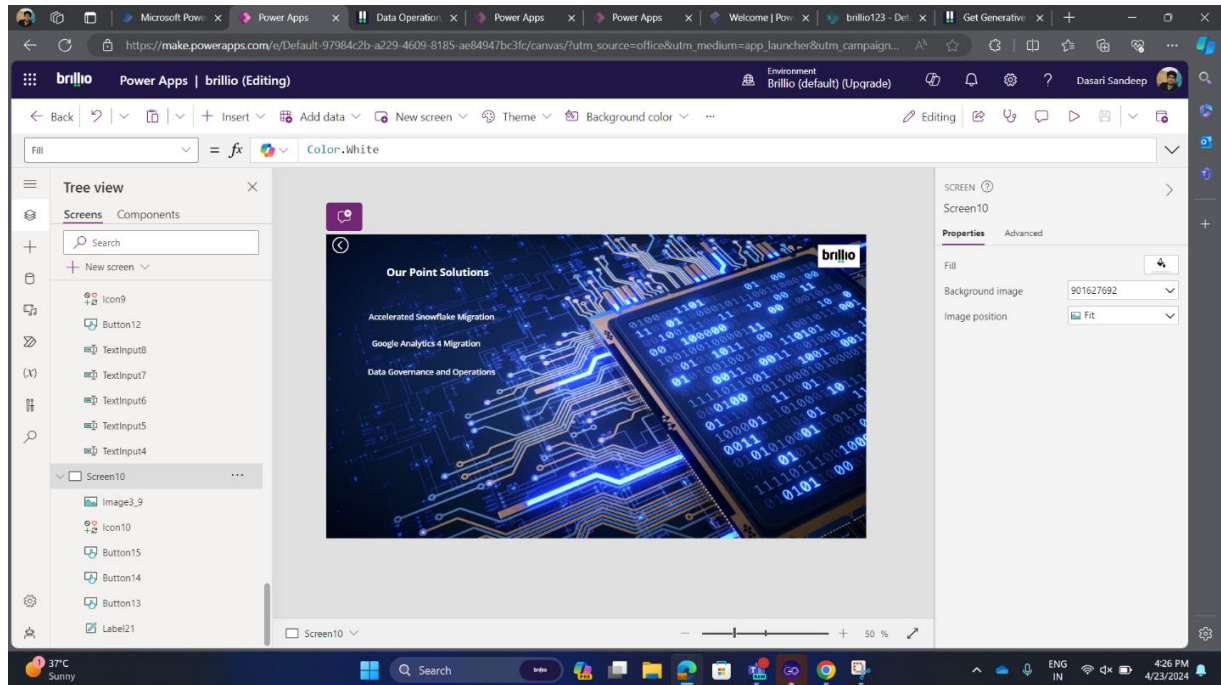 Microsoft Pow
Power Apps
Data Operation
Power Apps
Power Apps
Welcome | Pow
brillio123 - Det
Get Generative
https://make.powerapps.com/e/Default-97984c2b-a229-4609-8185-ae84947bc3fc/canvas/?utm_source=office&utm_medium=app_launcher&utm_campaign...
brillio
Power Apps | brillio (Editing)
Environment
Brillio (default) (Upgrade)
Dasari Sandeep
Back
Insert
Add data
New screen
Theme
Background color
Editing
Fill
= fx
Color.White
Tree view
Screens Components
Search
New screen
Icon9
Button12
TextInput8
TextInput7
TextInput6
TextInput5
TextInput4
Screen10
Image3_9
Icon10
Button15
Button14
Button13
Label21
brillio
Our Point Solutions
Accelerated Snowflake Migration
Google Analytics 4 Migration
Data Governance and Operations
Screen10
50 %
SCREEN
Screen10
Properties Advanced
Fill
Background image 901627692
Image position Fit
1
37°C
Sunny
Search
ENG
IN
4:26 PM
4/23/2024